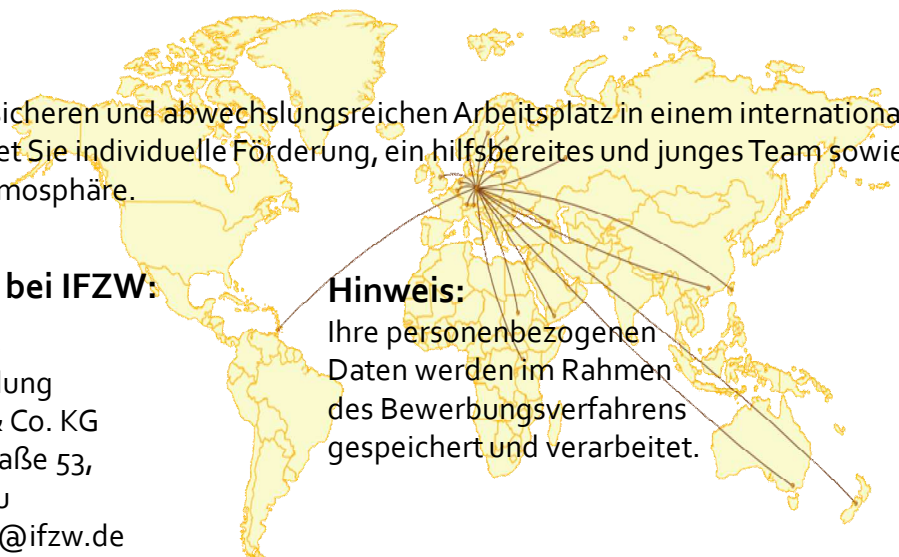 sicheren und abwechslungsreichen Arbeitsplatz in einem internationa
et Sie individuelle Förderung, ein hilfsbereites und junges Team sowie
mosphäre.
bei IFZW:
lung
& Co. KG
aße 53,
u
@ifzw.de
Hinweis:
Ihre personenbezogenen
Daten werden im Rahmen
des Bewerbungsverfahrens
gespeichert und verarbeitet.